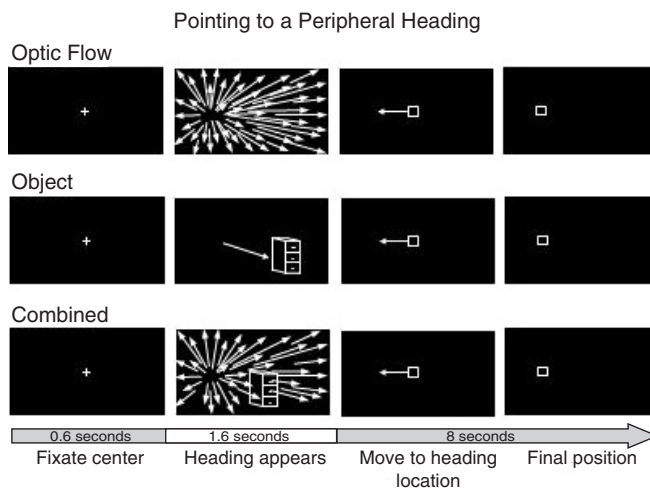 Pointing to a Peripheral Heading
Optic Flow
Object
Combined
0.6 seconds 1.6 seconds 8 seconds
Fixate center Heading appears Move to heading Final position
location